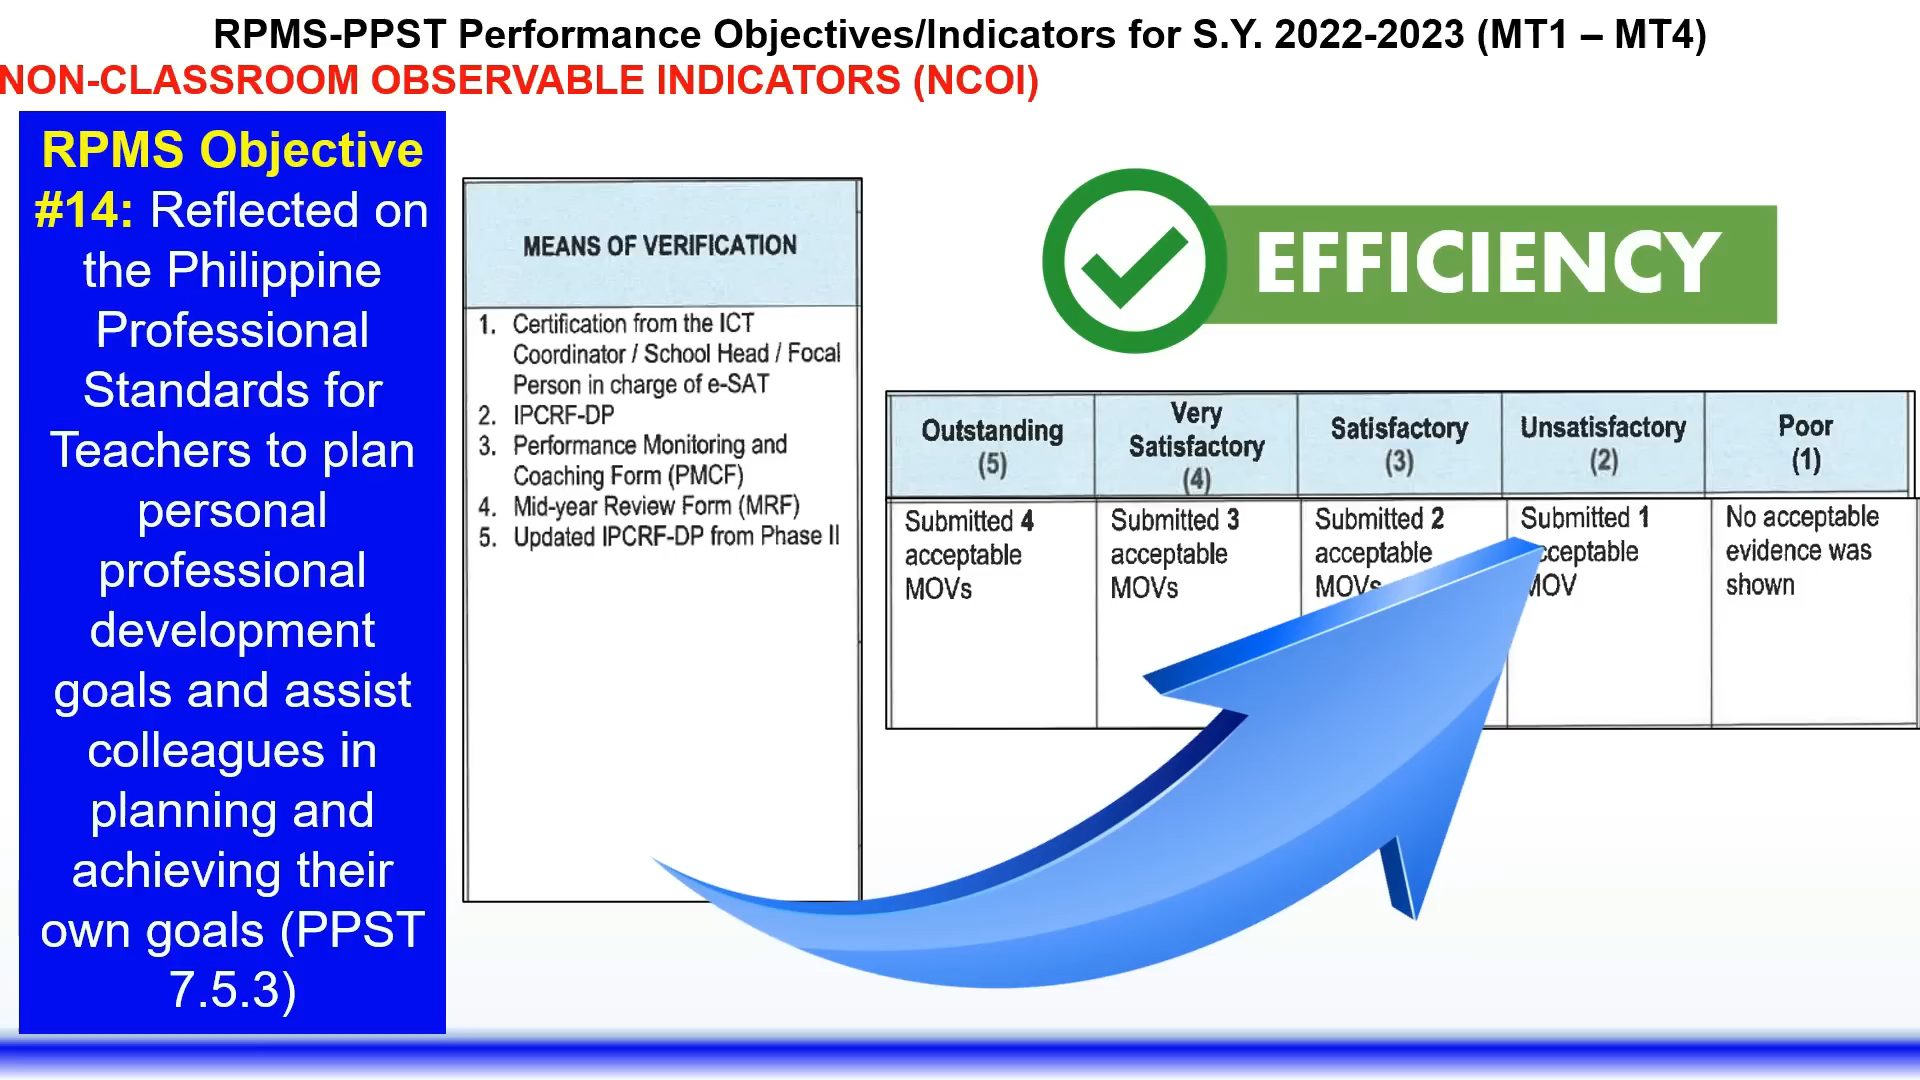 RPMS-PPST Performance Objectives/Indicators for S.Y. 2022-2023 (MT1 – MT4)
NON-CLASSROOM OBSERVABLE INDICATORS (NCOI)
RPMS Objective
#14: Reflected on
the Philippine
Professional
Standards for
Teachers to plan
personal
professional
development
goals and assist
colleagues in
planning and
achieving their
own goals (PPST
7.5.3)
MEANS OF VERIFICATION
1. Certification from the ICT
Coordinator / School Head / Focal
Person in charge of e-SAT
2. IPCRF-DP
3. Performance Monitoring and
Coaching Form (PMCF)
4. Mid-year Review Form (MRF)
5. Updated IPCRF-DP from Phase II
EFFICIENCY
Outstanding
(5)
Very
Satisfactory
(4)
Satisfactory
(3)
Unsatisfactory
(2)
Poor
(1)
Submitted 4
acceptable
MOVs
Submitted 3
acceptable
MOVs
Submitted 2
acceptable
MOVs
Submitted 1
acceptable
MOV
No acceptable
evidence was
shown